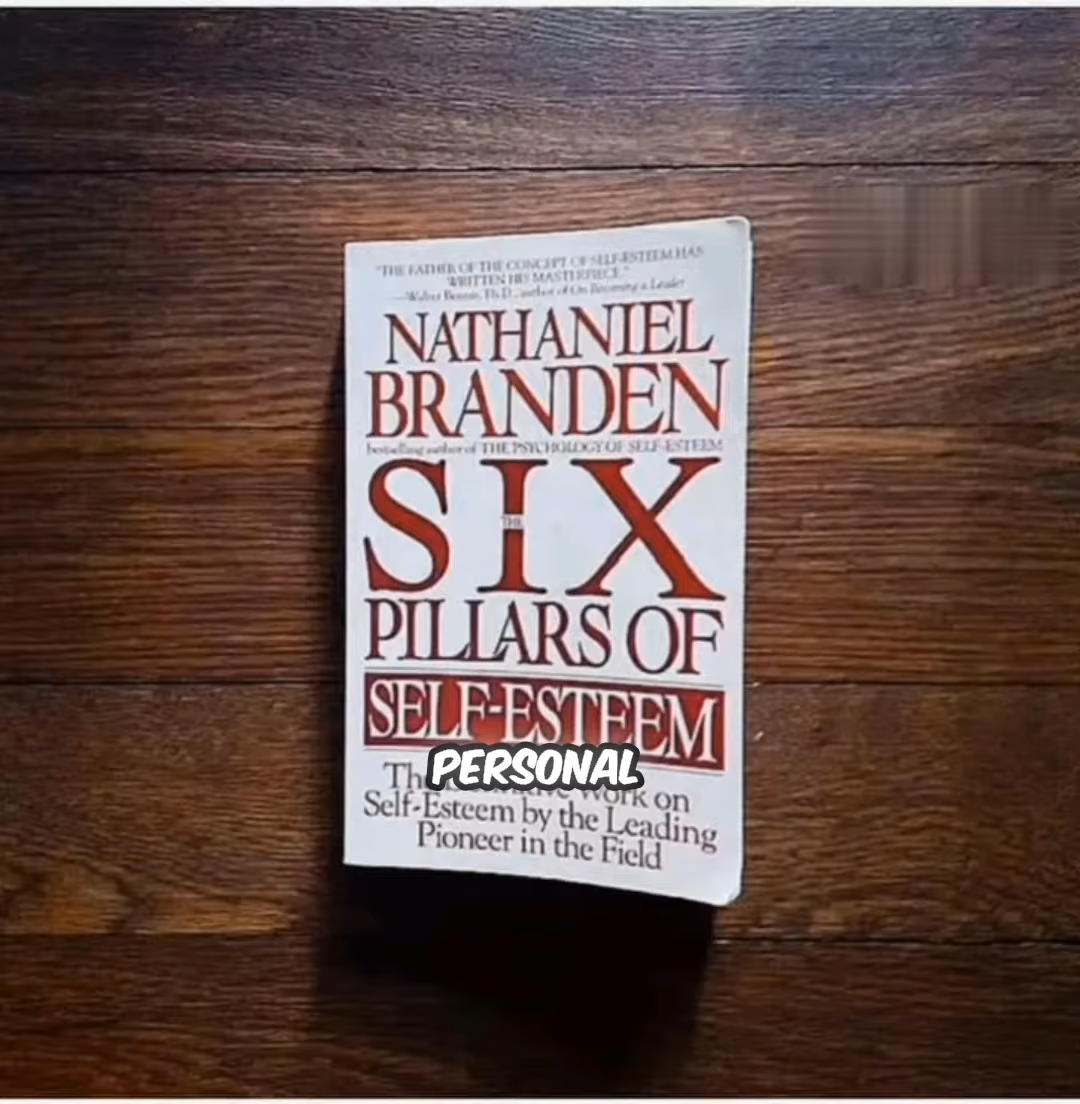 "THE FATHER OF THE CONCEPT OF SELF-ESTEEM HAS
WRITTEN HIS MASTERPIECE."
—Walter Bennis, Ph.D., author of On Becoming a Leader
NATHANIEL
BRANDEN
bestselling author of THE PSYCHOLOGY OF SELF-ESTEEM
THE
SIX
PILLARS OF
SELF-ESTEEM
PERSONAL
Work on
Self-Esteem by the Leading
Pioneer in the Field